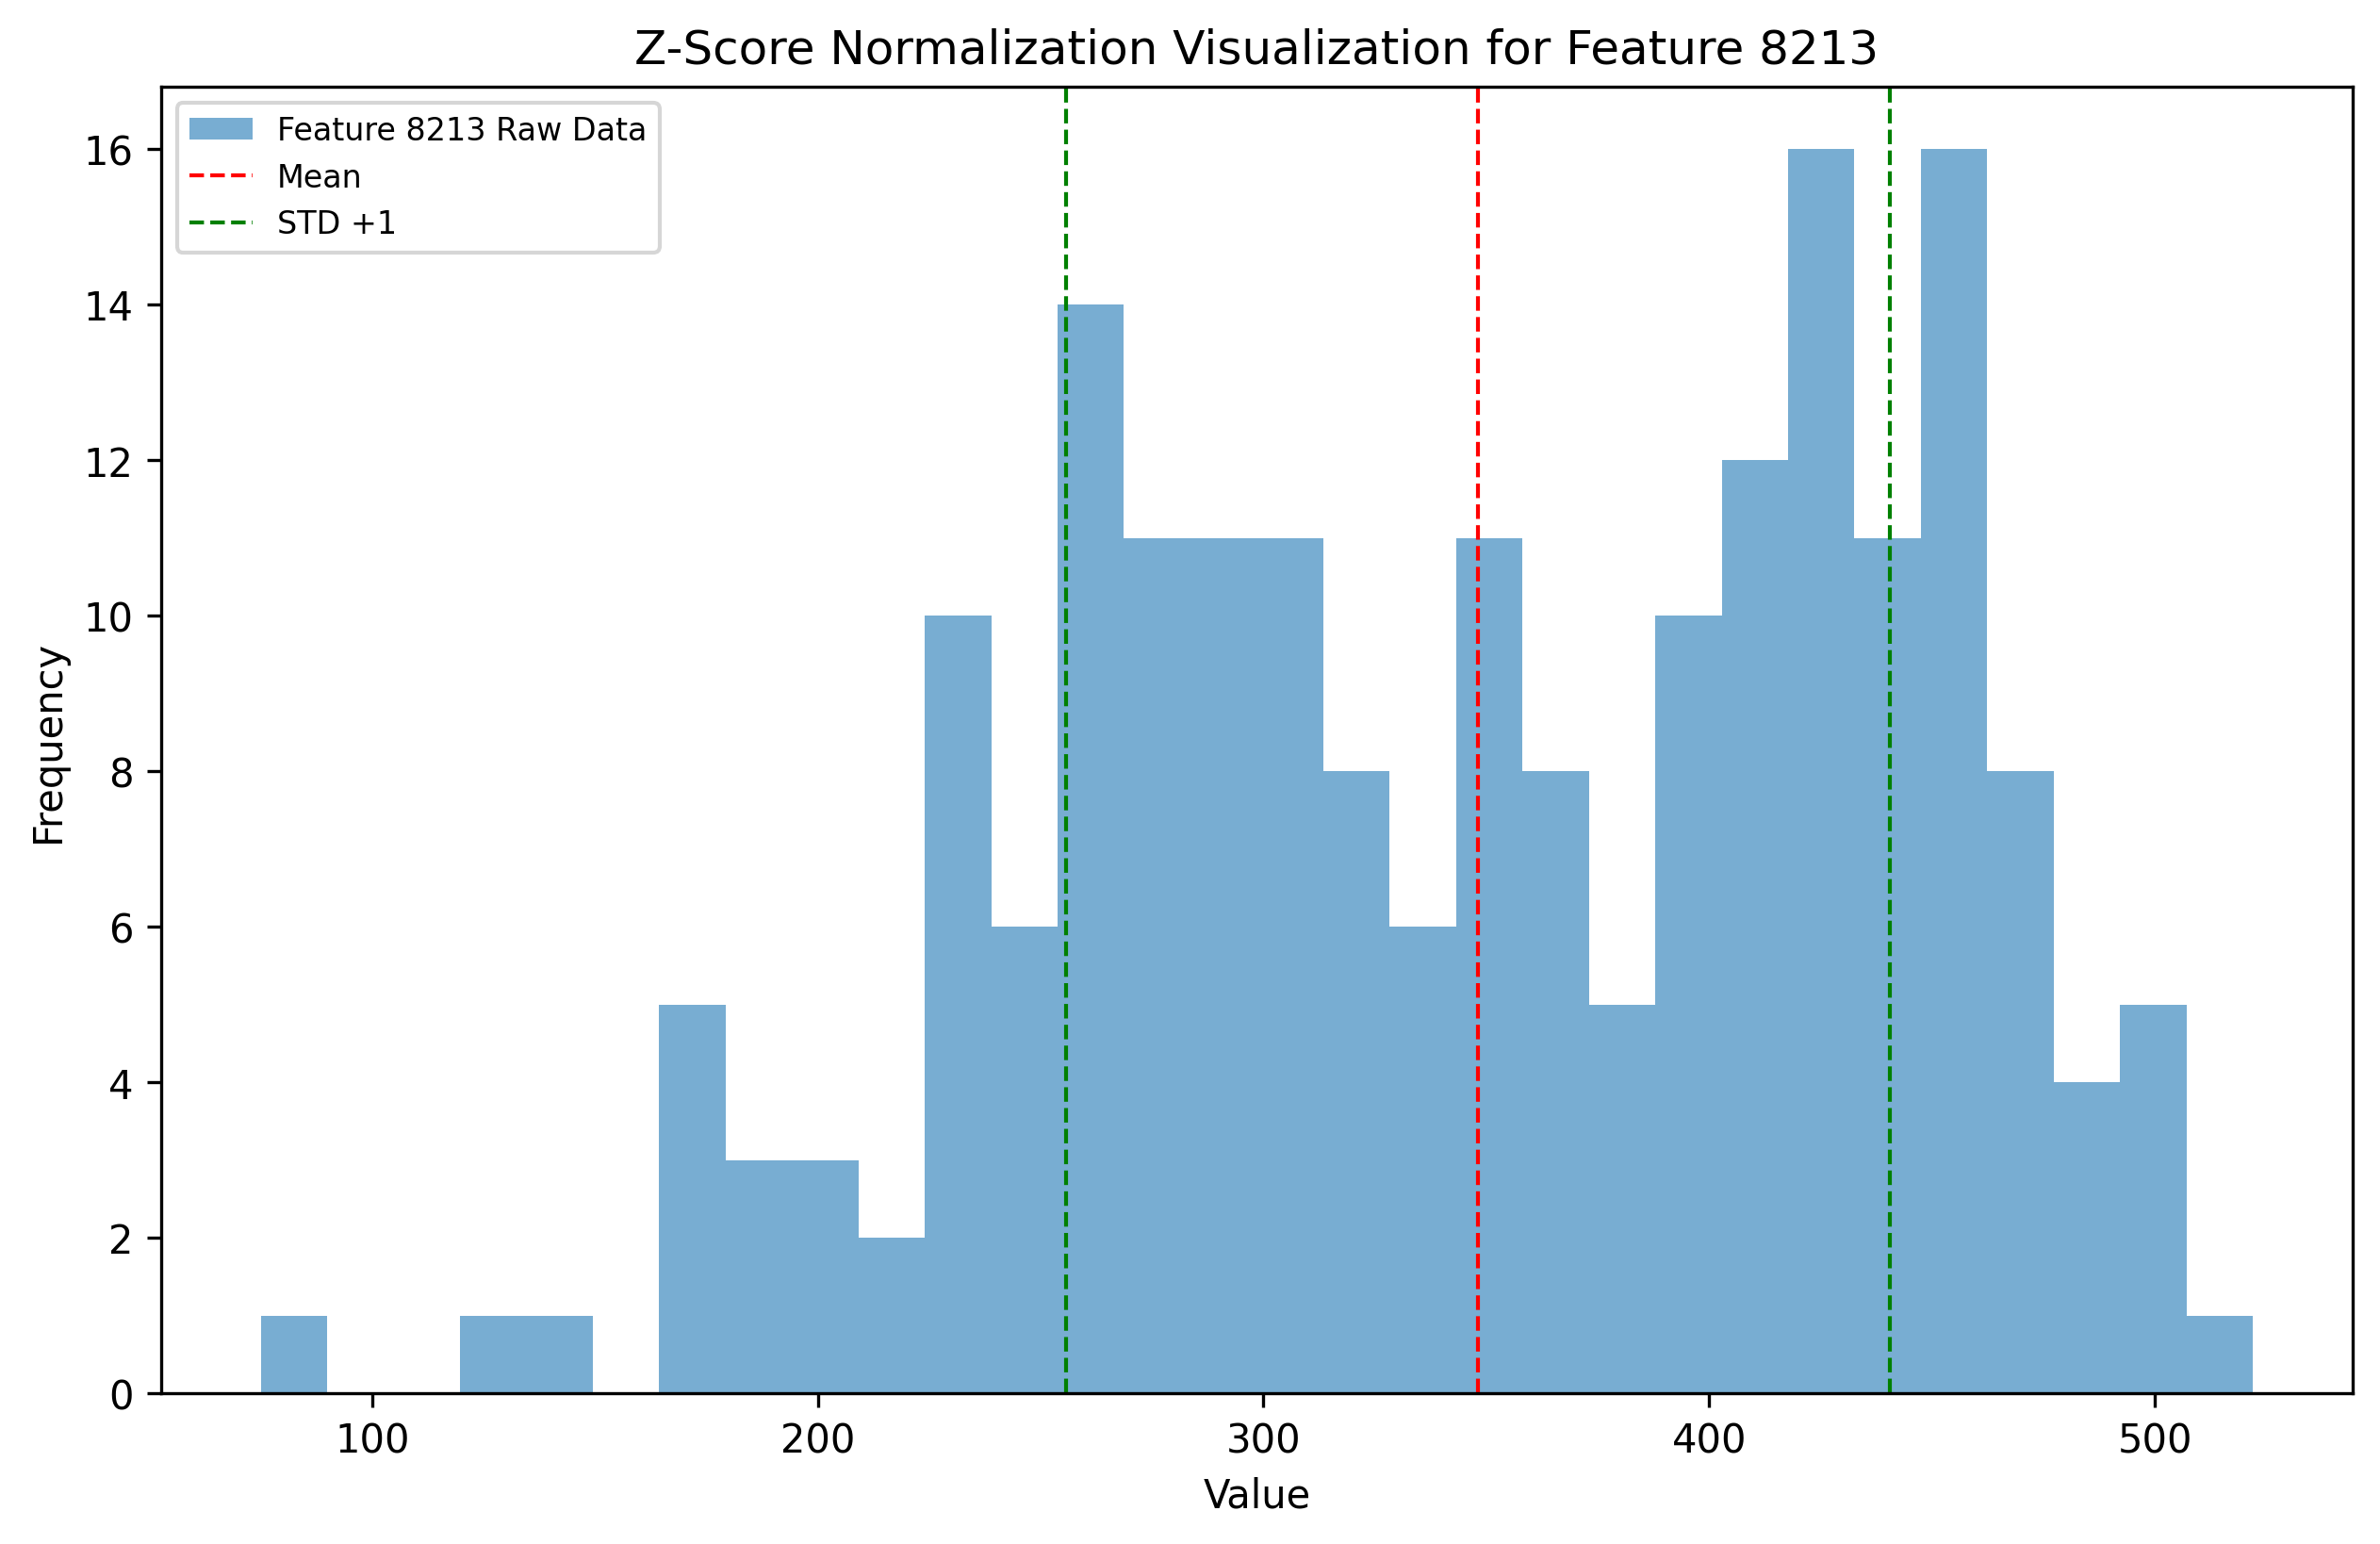 Z-Score Normalization Visualization for Feature 8213
Feature 8213 Raw Data
Mean
STD +1
16
14
12
10
8
6
4
2
0
Frequency
100 200 300 400 500
Value